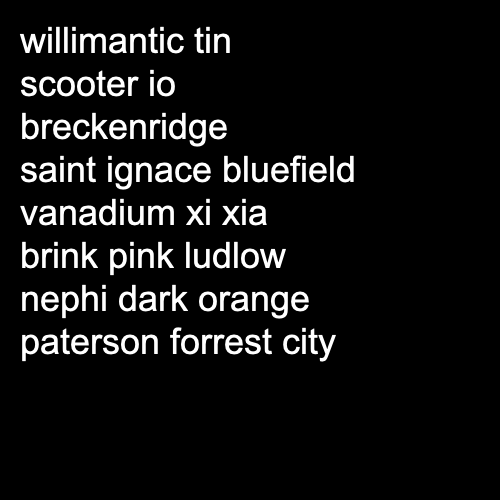 willimantic tin
scooter io
breckenridge
saint ignace bluefield
vanadium xi xia
brink pink ludlow
nephi dark orange
paterson forrest city